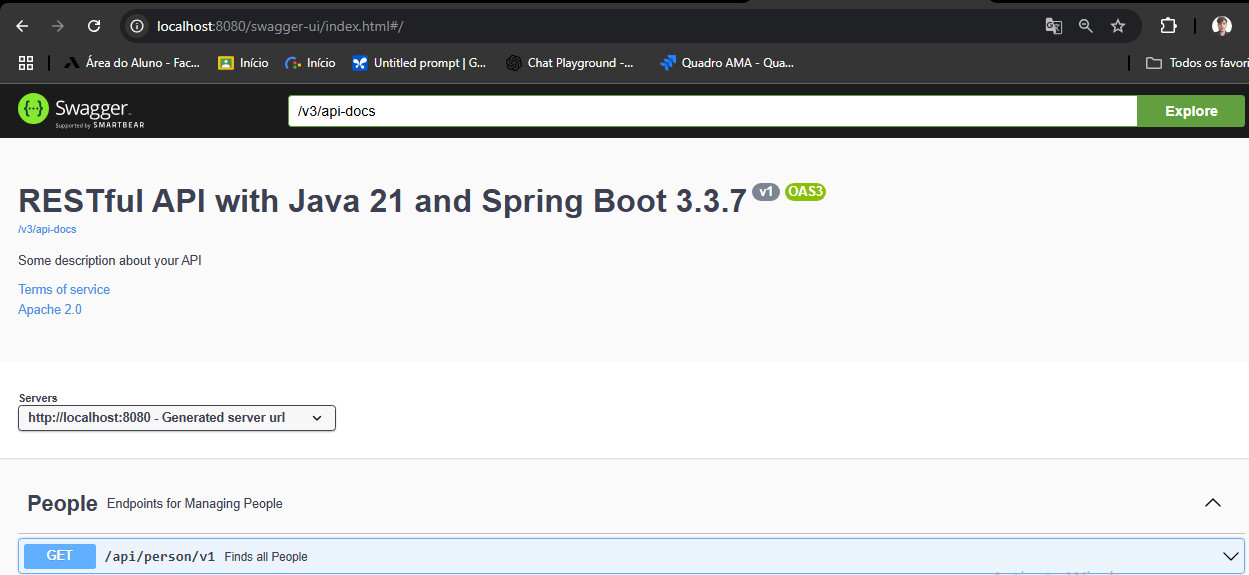 localhost:8080/swagger-ui/index.html#/
Área do Aluno - Fac... Início Início Untitled prompt | G... Chat Playground -... Quadro AMA - Qua... Todos os favori
Swagger
Supported by SMARTBEAR
/v3/api-docs Explore
RESTful API with Java 21 and Spring Boot 3.3.7 v1 OAS3
/v3/api-docs
Some description about your API
Terms of service
Apache 2.0
Servers
http://localhost:8080 - Generated server url
People Endpoints for Managing People
GET /api/person/v1 Finds all People